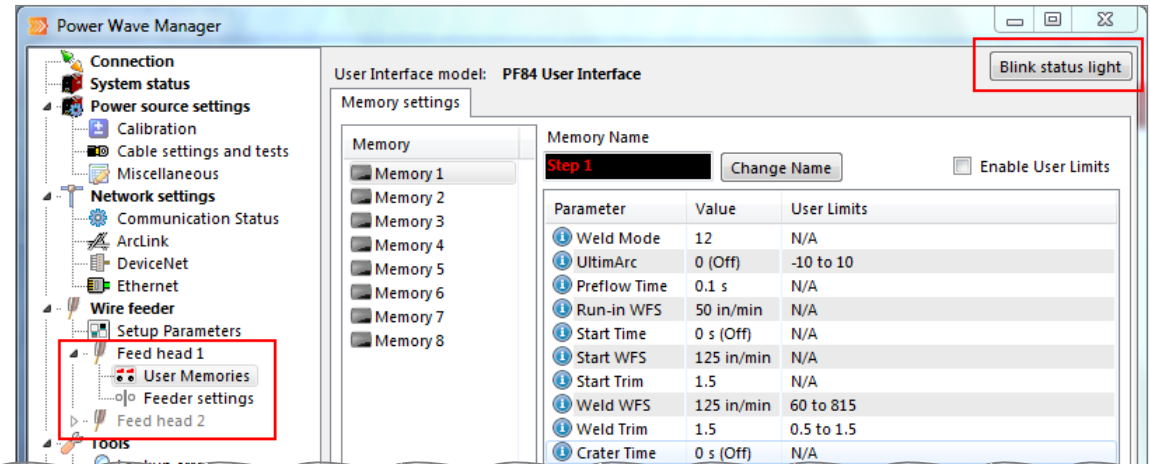 Power Wave Manager
Connection
System status
Power source settings
Calibration
Cable settings and tests
Miscellaneous
Network settings
Communication Status
ArcLink
DeviceNet
Ethernet
Wire feeder
Setup Parameters
Feed head 1
User Memories
Feeder settings
Feed head 2
Tools
User Interface model: PF84 User Interface
Blink status light
Memory settings
Memory
Memory 1
Memory 2
Memory 3
Memory 4
Memory 5
Memory 6
Memory 7
Memory 8
Memory Name
Step 1
Change Name
Enable User Limits
Parameter Value User Limits
Weld Mode 12 N/A
UltimArc 0 (Off) -10 to 10
Preflow Time 0.1 s N/A
Run-in WFS 50 in/min N/A
Start Time 0 s (Off) N/A
Start WFS 125 in/min N/A
Start Trim 1.5 N/A
Weld WFS 125 in/min 60 to 815
Weld Trim 1.5 0.5 to 1.5
Crater Time 0 s (Off) N/A